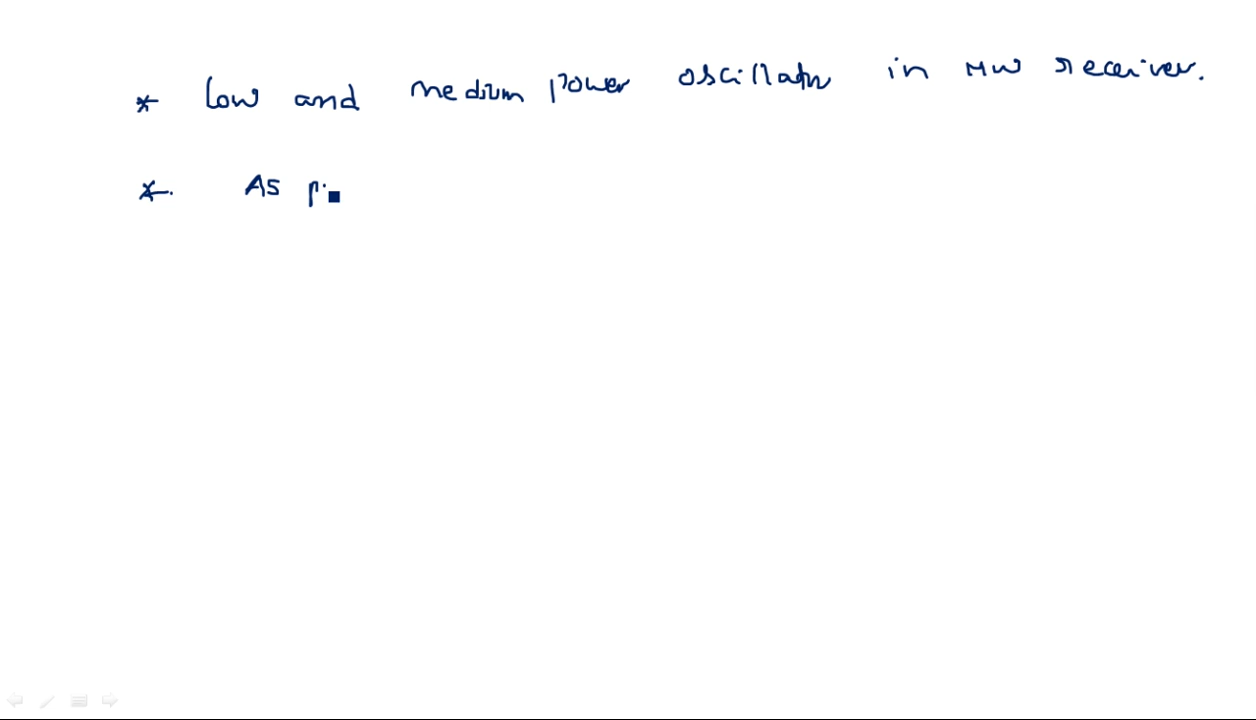 * Low and medium power oscillator in MW receiver.
*. As p